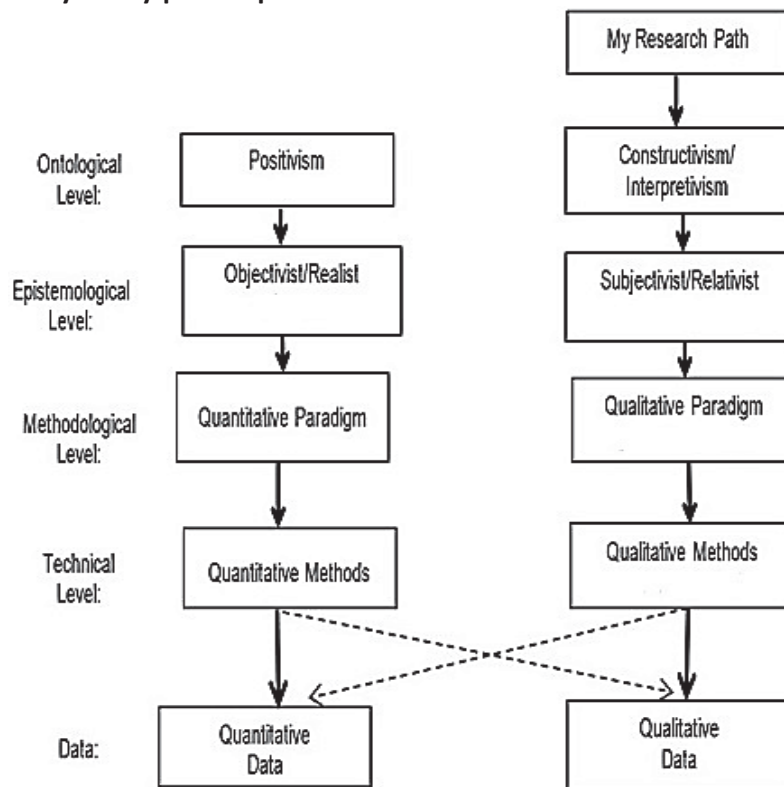 My Research Path
Ontological
Level:
Positivism
Constructivism/
Interpretivism
Epistemological
Level:
Objectivist/Realist
Subjectivist/Relativist
Methodological
Level:
Quantitative Paradigm
Qualitative Paradigm
Technical
Level:
Quantitative Methods
Qualitative Methods
Data:
Quantitative
Data
Qualitative
Data